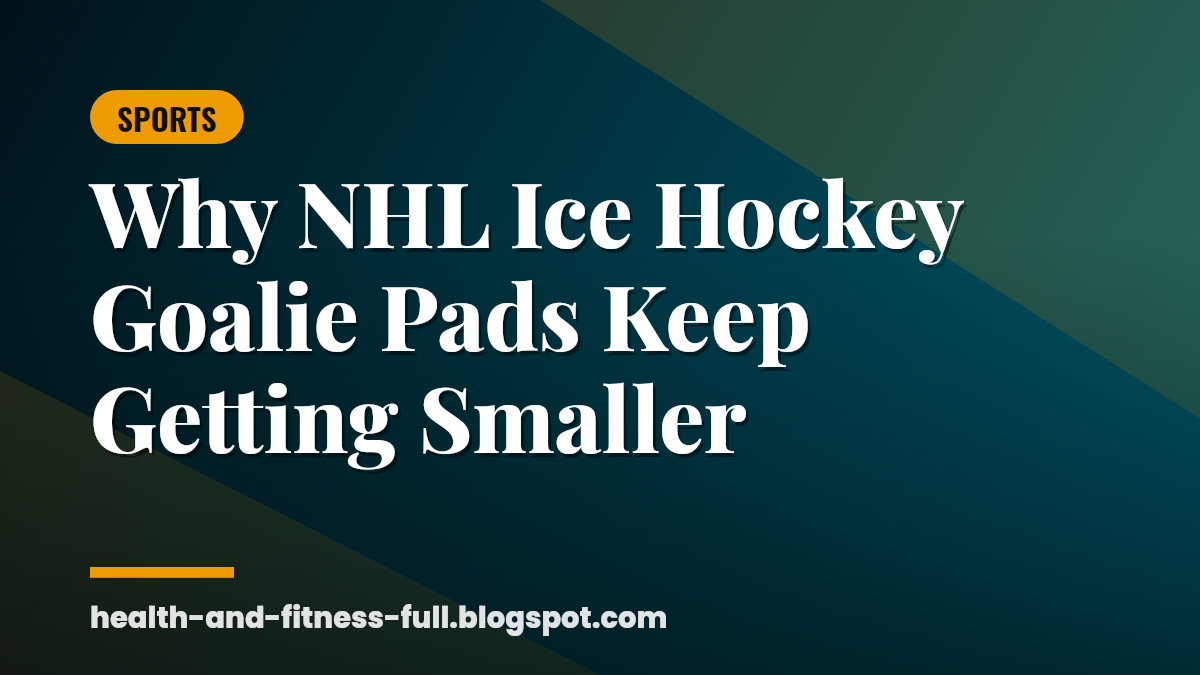 SPORTS
Why NHL Ice Hockey
Goalie Pads Keep
Getting Smaller
health-and-fitness-full.blogspot.com